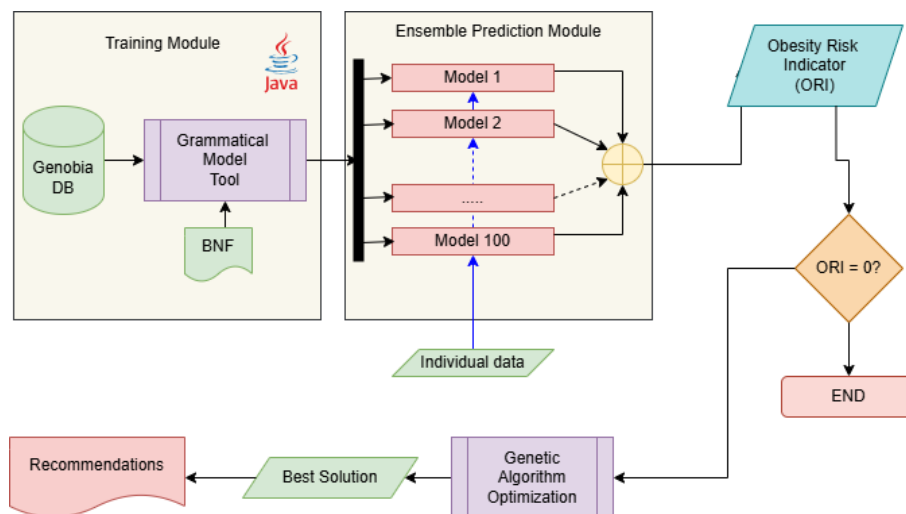 Training Module
Java
Genobia
DB
Grammatical
Model
Tool
BNF
Ensemble Prediction Module
Model 1
Model 2
.....
Model 100
Individual data
Obesity Risk
Indicator
(ORI)
ORI = 0?
END
Genetic
Algorithm
Optimization
Best Solution
Recommendations